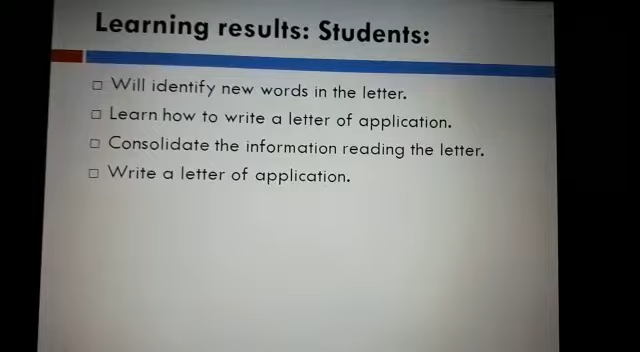 Learning results: Students:
Will identify new words in the letter.
Learn how to write a letter of application.
Consolidate the information reading the letter.
Write a letter of application.